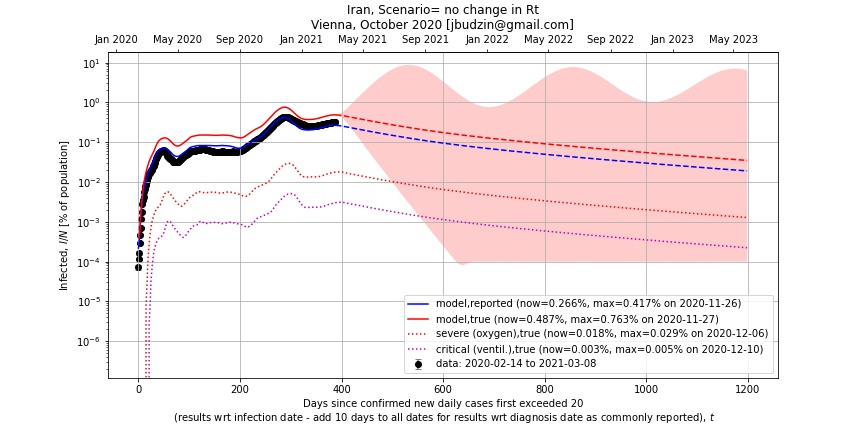 Iran, Scenario= no change in Rt
Vienna, October 2020 [jbudzin@gmail.com]
Jan 2020 May 2020 Sep 2020 Jan 2021 May 2021 Sep 2021 Jan 2022 May 2022 Sep 2022 Jan 2023 May 2023
Infected, I/N [% of population]
10¹
10⁰
10⁻¹
10⁻²
10⁻³
10⁻⁴
10⁻⁵
10⁻⁶
model,reported (now=0.266%, max=0.417% on 2020-11-26)
model,true (now=0.487%, max=0.763% on 2020-11-27)
severe (oxygen),true (now=0.018%, max=0.029% on 2020-12-06)
critical (ventil.),true (now=0.003%, max=0.005% on 2020-12-10)
data: 2020-02-14 to 2021-03-08
0 200 400 600 800 1000 1200
Days since confirmed new daily cases first exceeded 20
(results wrt infection date - add 10 days to all dates for results wrt diagnosis date as commonly reported), t